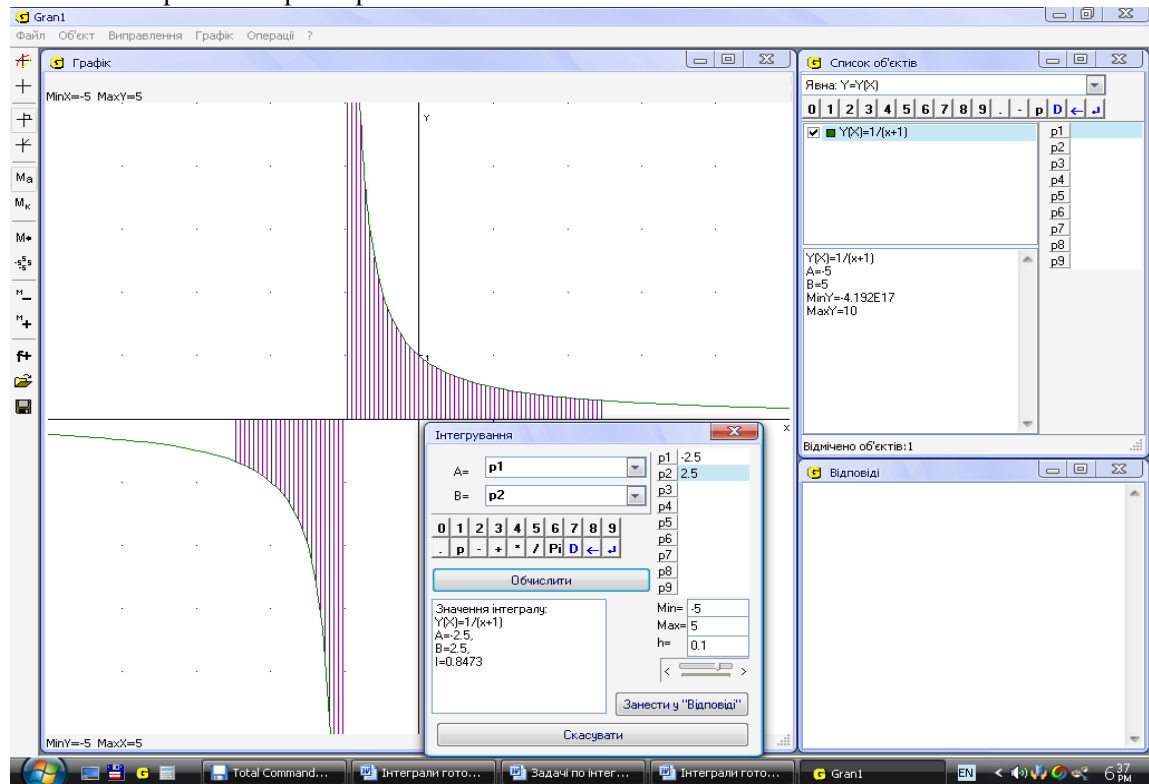 Gran1
Файл Об'єкт Виправлення Графік Операції ?
Графік
MinX=-5 MaxY=5
Y
1
X
MinY=-5 MaxX=5
Список об'єктів
Явна: Y=Y(X)
0 1 2 3 4 5 6 7 8 9 . - p D ← ↲
Y(X)=1/(x+1)
p1
p2
p3
p4
p5
p6
p7
p8
p9
Y(X)=1/(x+1)
A=-5
B=5
MinY=-4.192E17
MaxY=10
Відмічено об'єктів:1
Відповіді
Інтегрування
A= p1
B= p2
p1 -2.5
p2 2.5
p3
p4
p5
p6
p7
p8
p9
0 1 2 3 4 5 6 7 8 9
. p - + * / Pi D ← ↲
Обчислити
Значення інтегралу:
Y(X)=1/(x+1)
A=-2.5,
B=2.5,
I=0.8473
Min= -5
Max= 5
h= 0.1
< >
Занести у "Відповіді"
Скасувати
Ma
Mк
Total Command...
Інтеграли гото...
Задачі по інтег...
Інтеграли гото...
Gran1
EN
6 37 PM